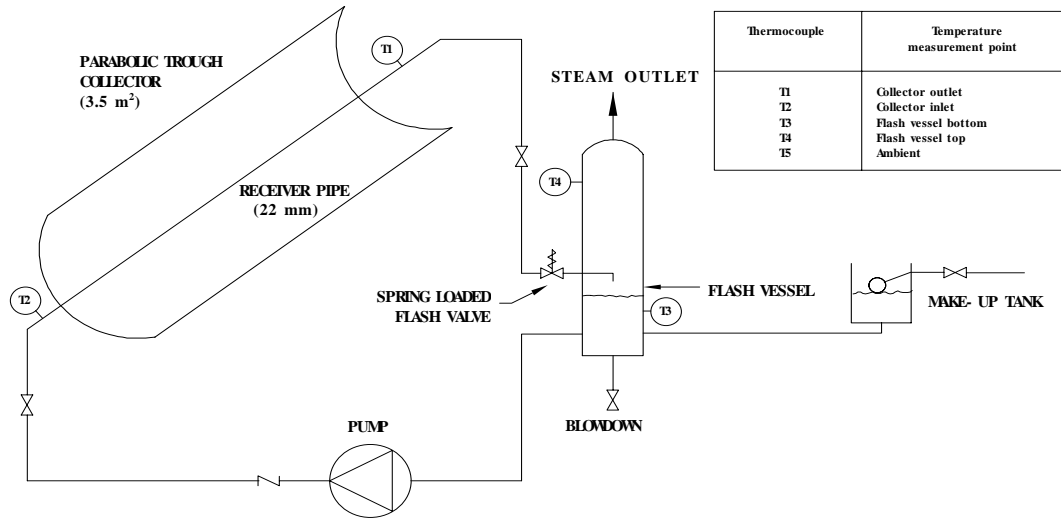 PARABOLIC TROUGH
COLLECTOR
(3.5 m²)
T1
STEAM OUTLET
Thermocouple
Temperature
measurement point
T1 Collector outlet
T2 Collector inlet
T3 Flash vessel bottom
T4 Flash vessel top
T5 Ambient
T4
RECEIVER PIPE
(22 mm)
T2
SPRING LOADED
FLASH VALVE
FLASH VESSEL
T3
MAKE- UP TANK
BLOWDOWN
PUMP